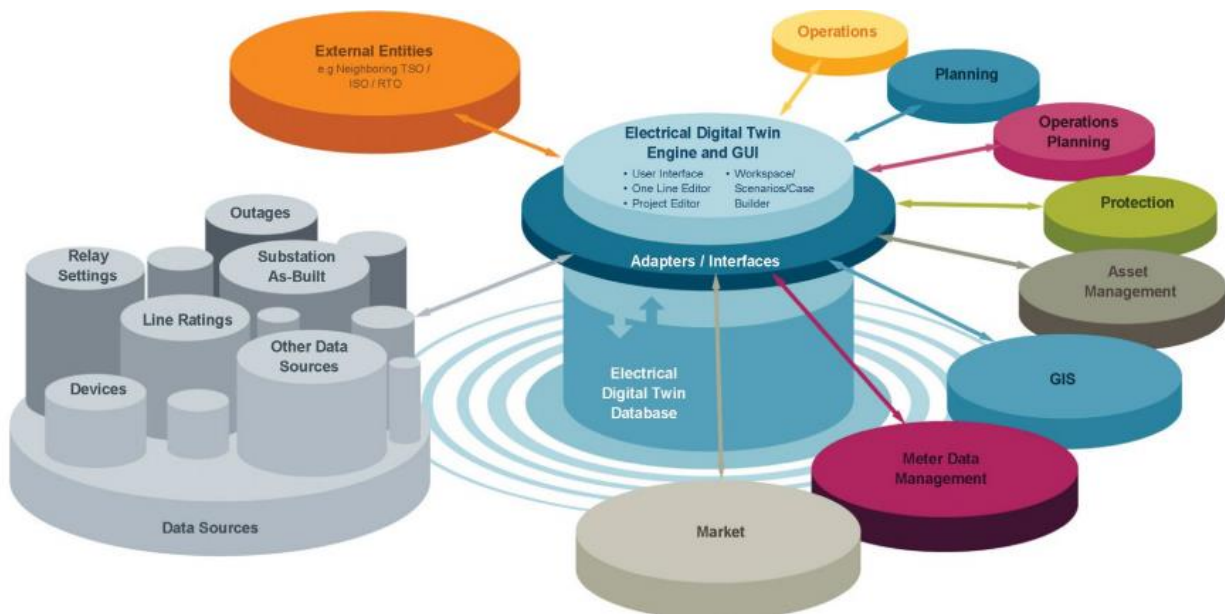 External Entities
e.g Neighboring TSO /
ISO / RTO
Operations
Planning
Operations
Planning
Protection
Asset
Management
GIS
Meter Data
Management
Market
Electrical Digital Twin
Engine and GUI
• User Interface
• One Line Editor
• Project Editor
• Workspace/
Scenarios/Case
Builder
Adapters / Interfaces
Electrical
Digital Twin
Database
Outages
Relay
Settings
Substation
As-Built
Line Ratings
Other Data
Sources
Devices
Data Sources